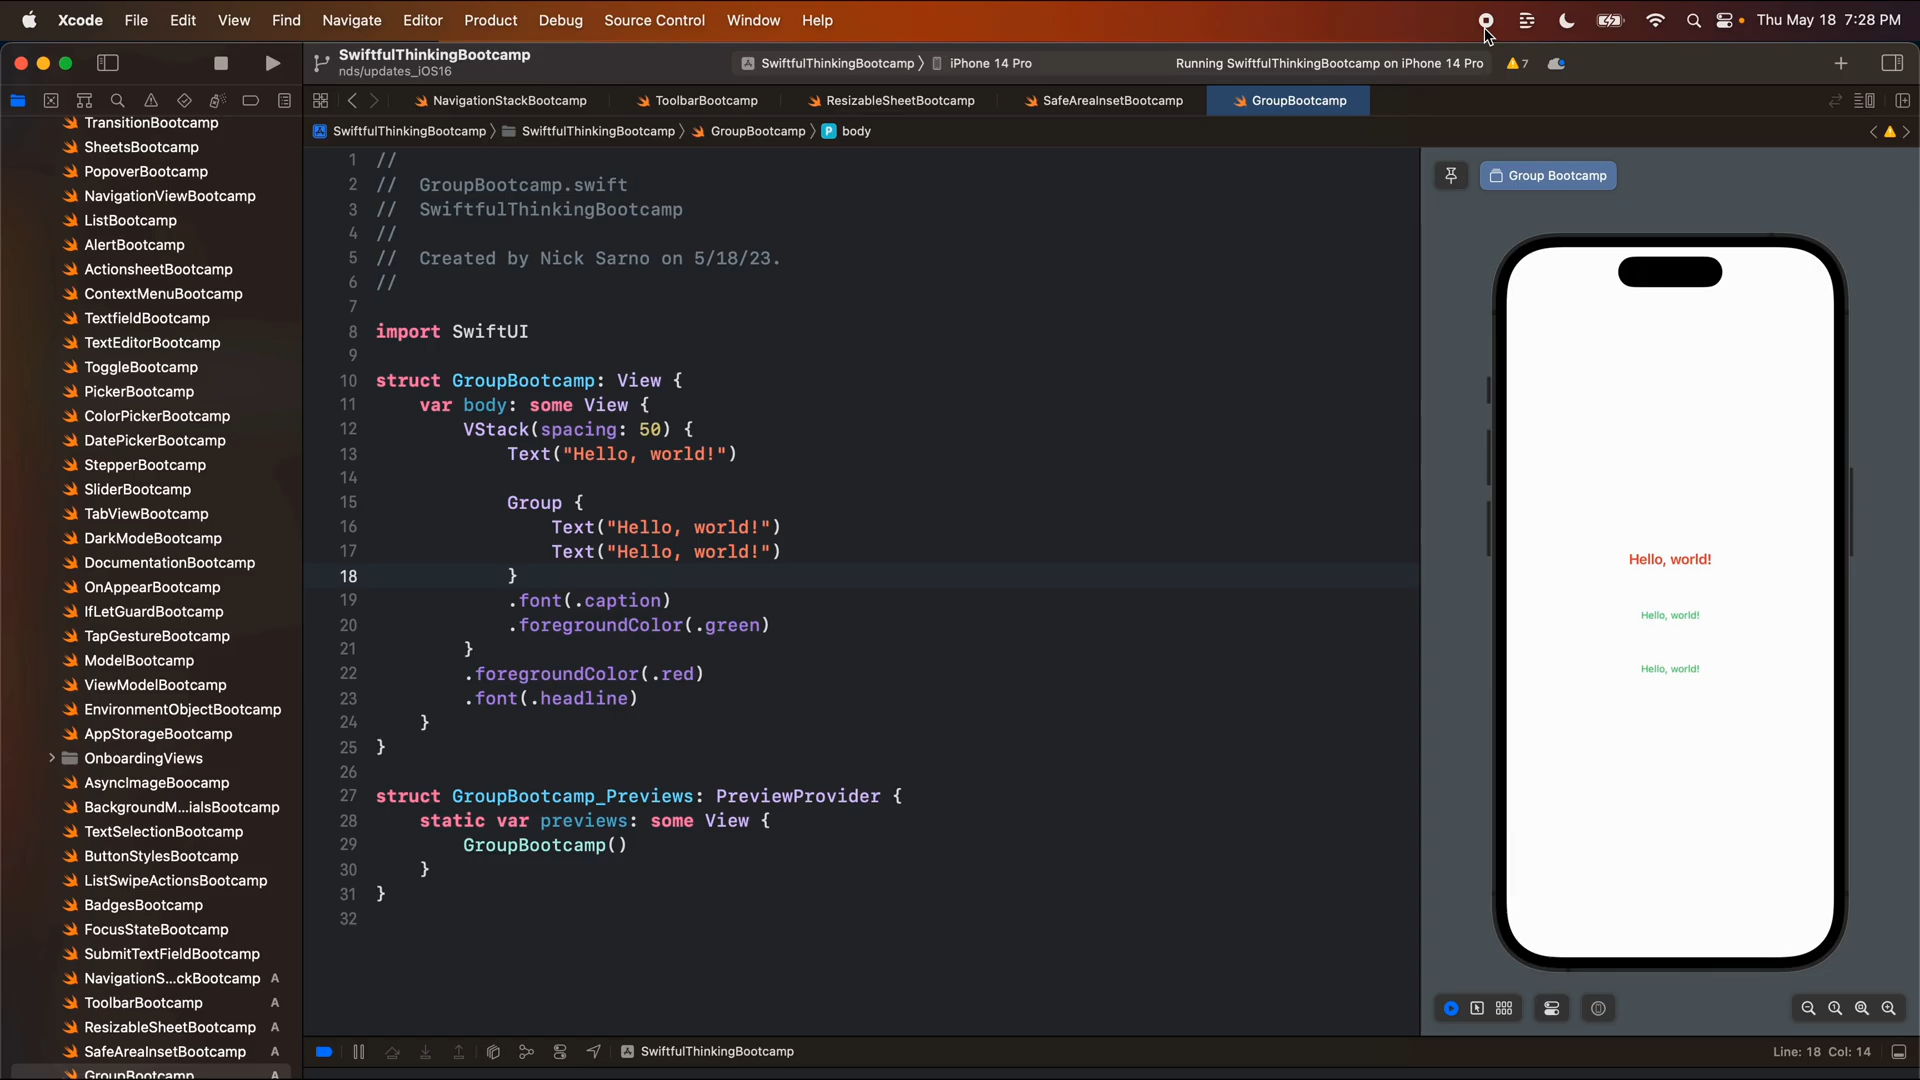 Xcode File Edit View Find Navigate Editor Product Debug Source Control Window Help Thu May 18 7:28 PM
SwiftfulThinkingBootcamp
nds/updates_iOS16
SwiftfulThinkingBootcamp 〉 iPhone 14 Pro
Running SwiftfulThinkingBootcamp on iPhone 14 Pro
7
NavigationStackBootcamp ToolbarBootcamp ResizableSheetBootcamp SafeAreaInsetBootcamp GroupBootcamp
SwiftfulThinkingBootcamp 〉 SwiftfulThinkingBootcamp 〉 GroupBootcamp 〉 P body
TransitionBootcamp
SheetsBootcamp
PopoverBootcamp
NavigationViewBootcamp
ListBootcamp
AlertBootcamp
ActionsheetBootcamp
ContextMenuBootcamp
TextfieldBootcamp
TextEditorBootcamp
ToggleBootcamp
PickerBootcamp
ColorPickerBootcamp
DatePickerBootcamp
StepperBootcamp
SliderBootcamp
TabViewBootcamp
DarkModeBootcamp
DocumentationBootcamp
OnAppearBootcamp
IfLetGuardBootcamp
TapGestureBootcamp
ModelBootcamp
ViewModelBootcamp
EnvironmentObjectBootcamp
AppStorageBootcamp
OnboardingViews
AsyncImageBoocamp
BackgroundM...ialsBootcamp
TextSelectionBootcamp
ButtonStylesBootcamp
ListSwipeActionsBootcamp
BadgesBootcamp
FocusStateBootcamp
SubmitTextFieldBootcamp
NavigationS...ckBootcamp A
ToolbarBootcamp A
ResizableSheetBootcamp A
SafeAreaInsetBootcamp A
GroupBootcamp A
1 //
2 // GroupBootcamp.swift
3 // SwiftfulThinkingBootcamp
4 //
5 // Created by Nick Sarno on 5/18/23.
6 //
7
8 import SwiftUI
9
10 struct GroupBootcamp: View {
11 var body: some View {
12 VStack(spacing: 50) {
13 Text("Hello, world!")
14
15 Group {
16 Text("Hello, world!")
17 Text("Hello, world!")
18 }
19 .font(.caption)
20 .foregroundColor(.green)
21 }
22 .foregroundColor(.red)
23 .font(.headline)
24 }
25 }
26
27 struct GroupBootcamp_Previews: PreviewProvider {
28 static var previews: some View {
29 GroupBootcamp()
30 }
31 }
32
Group Bootcamp
Hello, world!
Hello, world!
Hello, world!
SwiftfulThinkingBootcamp
Line: 18 Col: 14